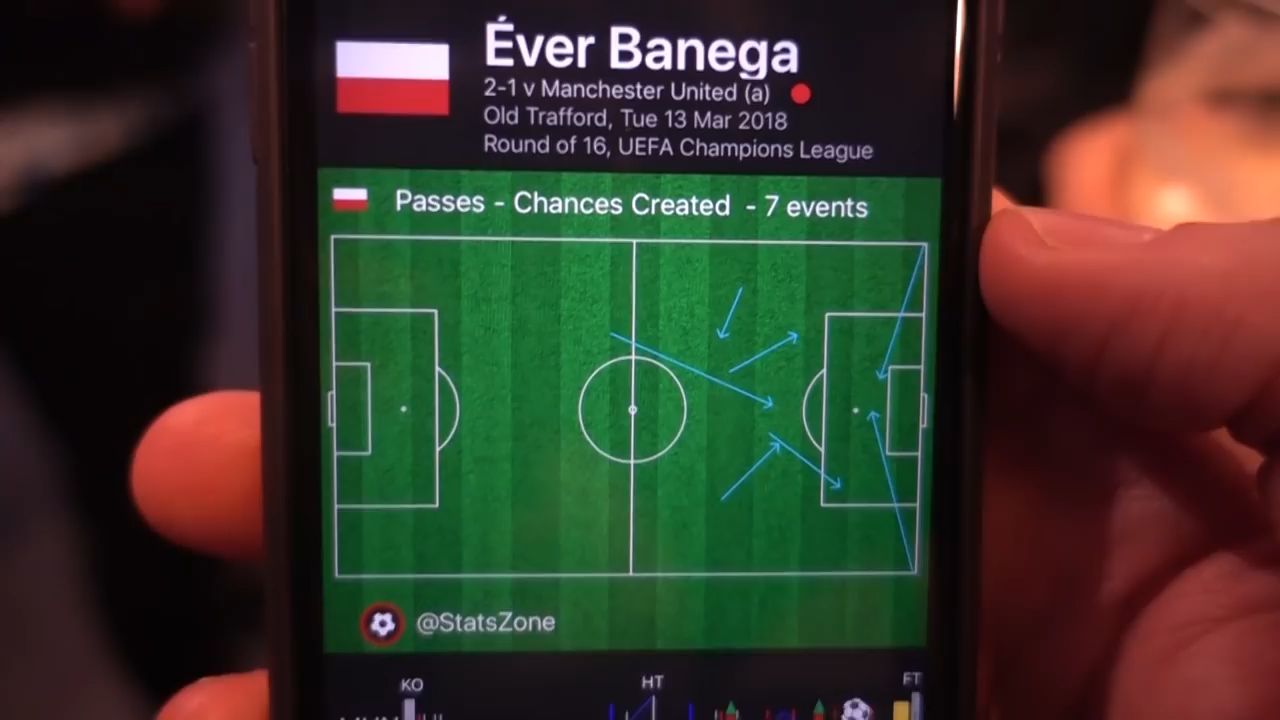 Éver Banega
2-1 v Manchester United (a)
Old Trafford, Tue 13 Mar 2018
Round of 16, UEFA Champions League
Passes - Chances Created - 7 events
@StatsZone
KO
HT
FT